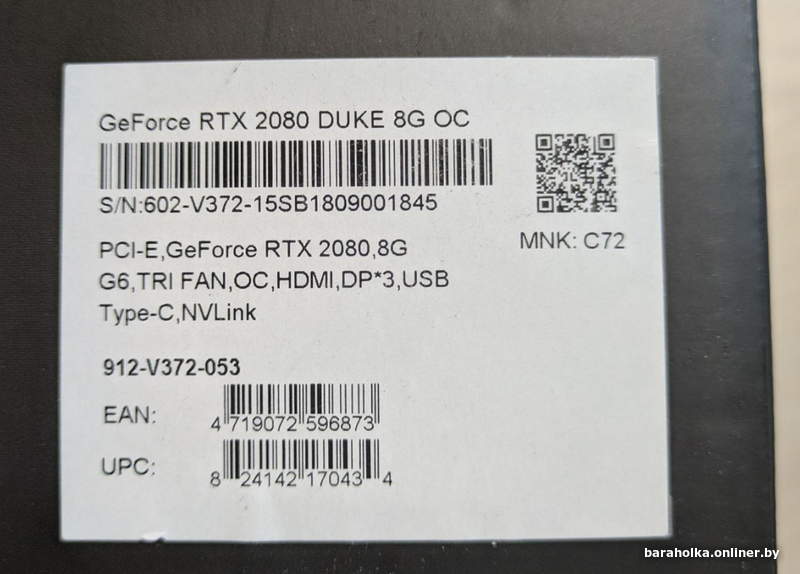 GeForce RTX 2080 DUKE 8G OC
S/N:602-V372-15SB1809001845
MNK: C72
PCI-E,GeForce RTX 2080,8G
G6,TRI FAN,OC,HDMI,DP*3,USB
Type-C,NVLink
912-V372-053
EAN: 4 719072 596873
UPC: 8 24142 17043 4
baraholka.onliner.by